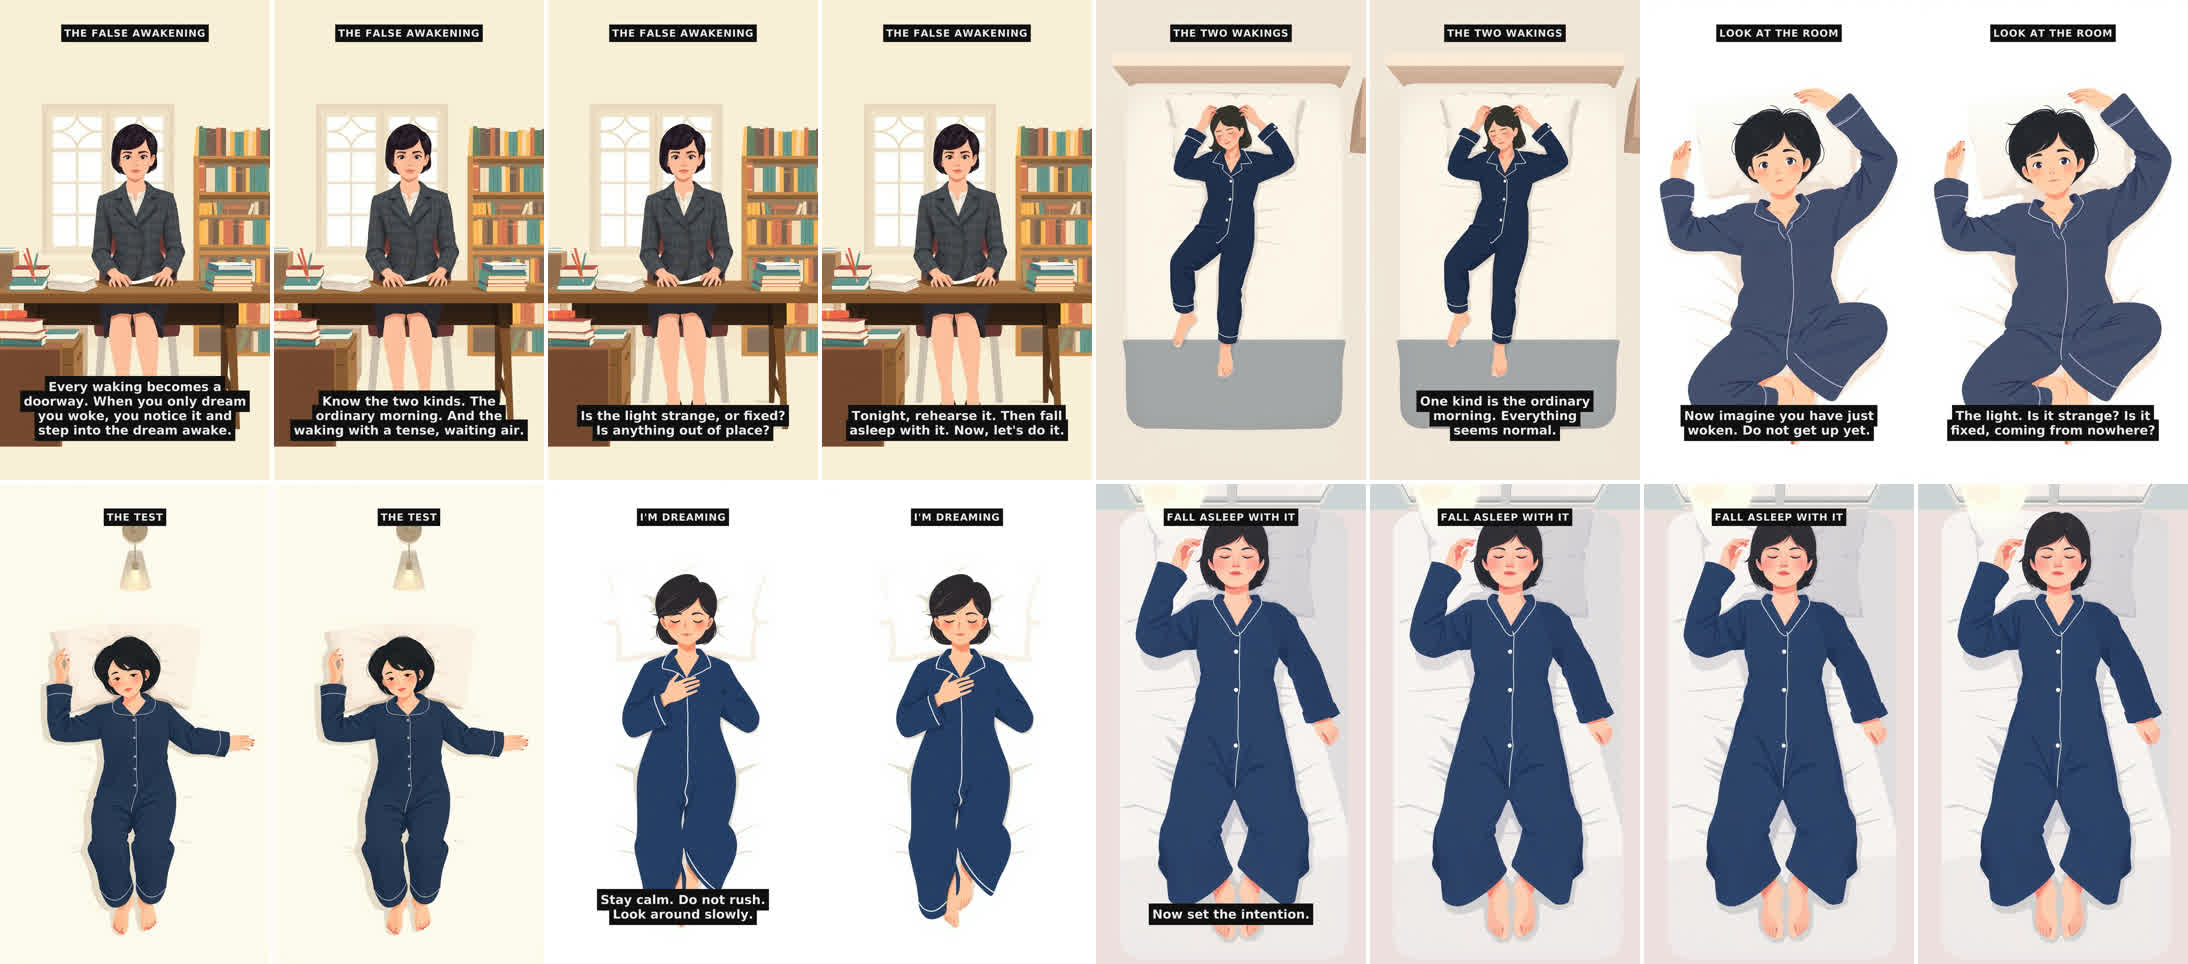 THE FALSE AWAKENING
Every waking becomes a
doorway. When you only dream
you woke, you notice it and
step into the dream awake.
THE FALSE AWAKENING
Know the two kinds. The
ordinary morning. And the
waking with a tense, waiting air.
THE FALSE AWAKENING
Is the light strange, or fixed?
Is anything out of place?
THE FALSE AWAKENING
Tonight, rehearse it. Then fall
asleep with it. Now, let's do it.
THE TWO WAKINGS
THE TWO WAKINGS
One kind is the ordinary
morning. Everything
seems normal.
LOOK AT THE ROOM
Now imagine you have just
woken. Do not get up yet.
LOOK AT THE ROOM
The light. Is it strange? Is it
fixed, coming from nowhere?
THE TEST
THE TEST
I'M DREAMING
Stay calm. Do not rush.
Look around slowly.
I'M DREAMING
FALL ASLEEP WITH IT
Now set the intention.
FALL ASLEEP WITH IT
FALL ASLEEP WITH IT